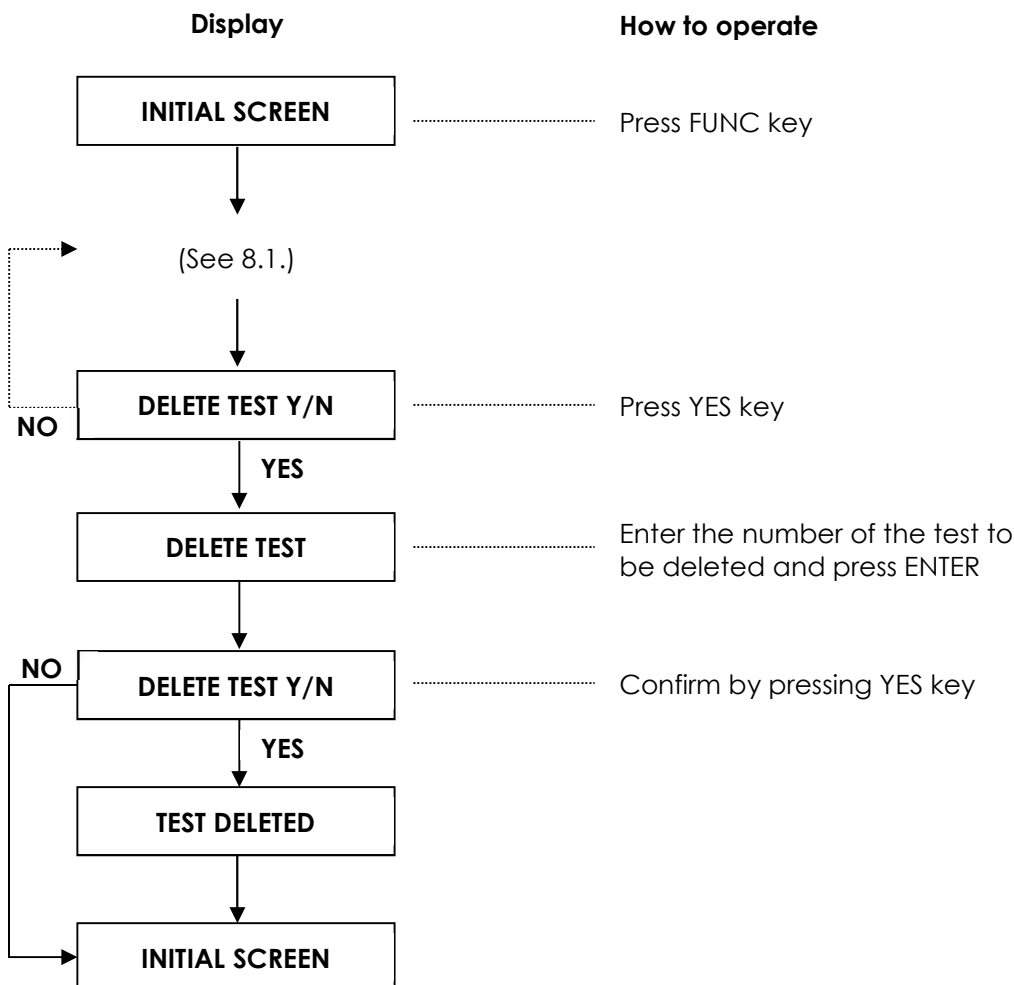 Display
How to operate
INITIAL SCREEN
Press FUNC key
(See 8.1.)
DELETE TEST Y/N
Press YES key
NO
YES
DELETE TEST
Enter the number of the test to
be deleted and press ENTER
NO
DELETE TEST Y/N
Confirm by pressing YES key
YES
TEST DELETED
INITIAL SCREEN